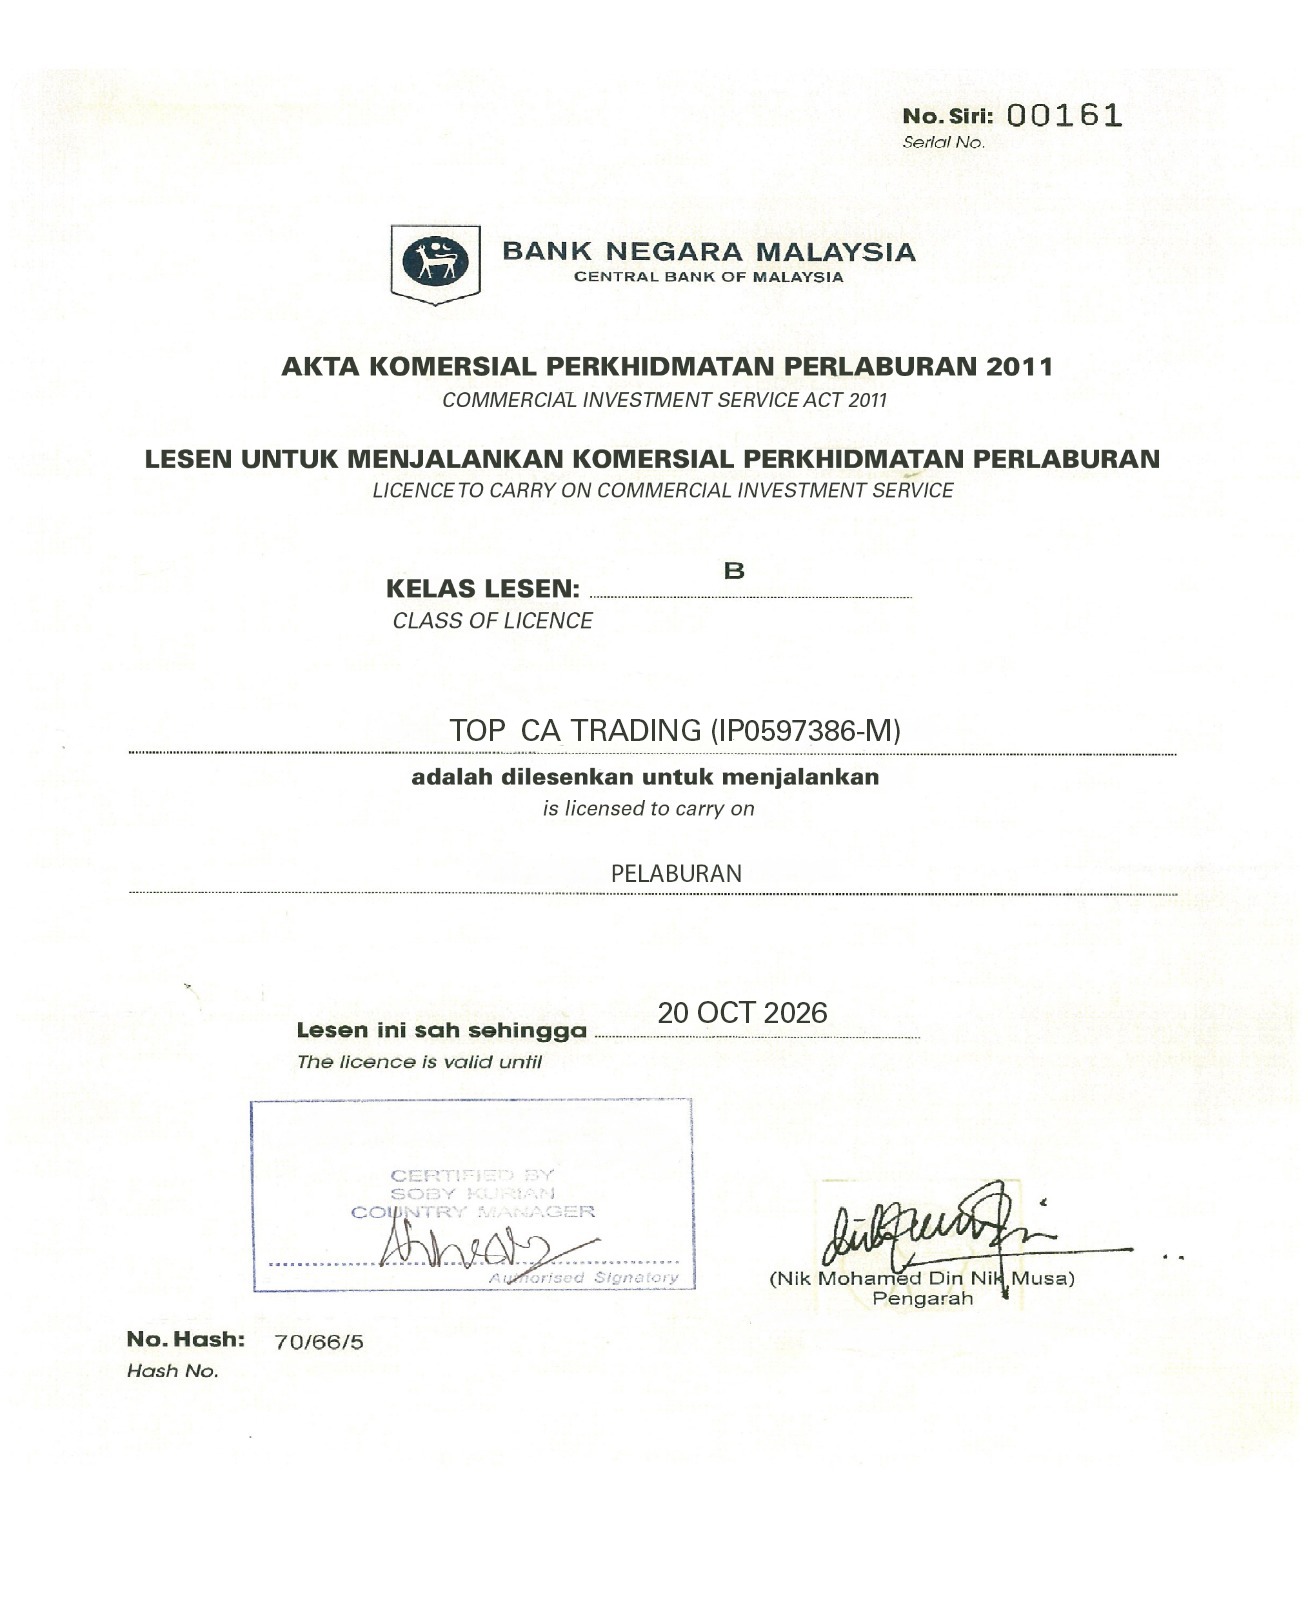 No. Siri: 00161
Serial No.
BANK NEGARA MALAYSIA
CENTRAL BANK OF MALAYSIA
AKTA KOMERSIAL PERKHIDMATAN PERLABURAN 2011
COMMERCIAL INVESTMENT SERVICE ACT 2011
LESEN UNTUK MENJALANKAN KOMERSIAL PERKHIDMATAN PERLABURAN
LICENCE TO CARRY ON COMMERCIAL INVESTMENT SERVICE
KELAS LESEN: B
CLASS OF LICENCE
TOP CA TRADING (IP0597386-M)
adalah dilesenkan untuk menjalankan
is licensed to carry on
PELABURAN
Lesen ini sah sehingga 20 OCT 2026
The licence is valid until
CERTIFIED BY
SOBY KURIAN
COUNTRY MANAGER
Authorised Signatory
(Nik Mohamed Din Nik Musa)
Pengarah
No. Hash: 70/66/5
Hash No.